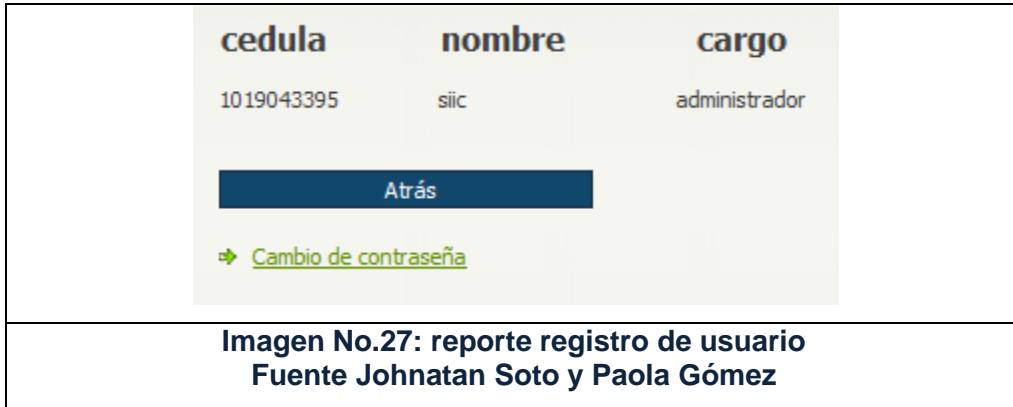 cedula nombre cargo
1019043395 siic administrador
Atrás
Cambio de contraseña
Imagen No.27: reporte registro de usuario
Fuente Johnatan Soto y Paola Gómez